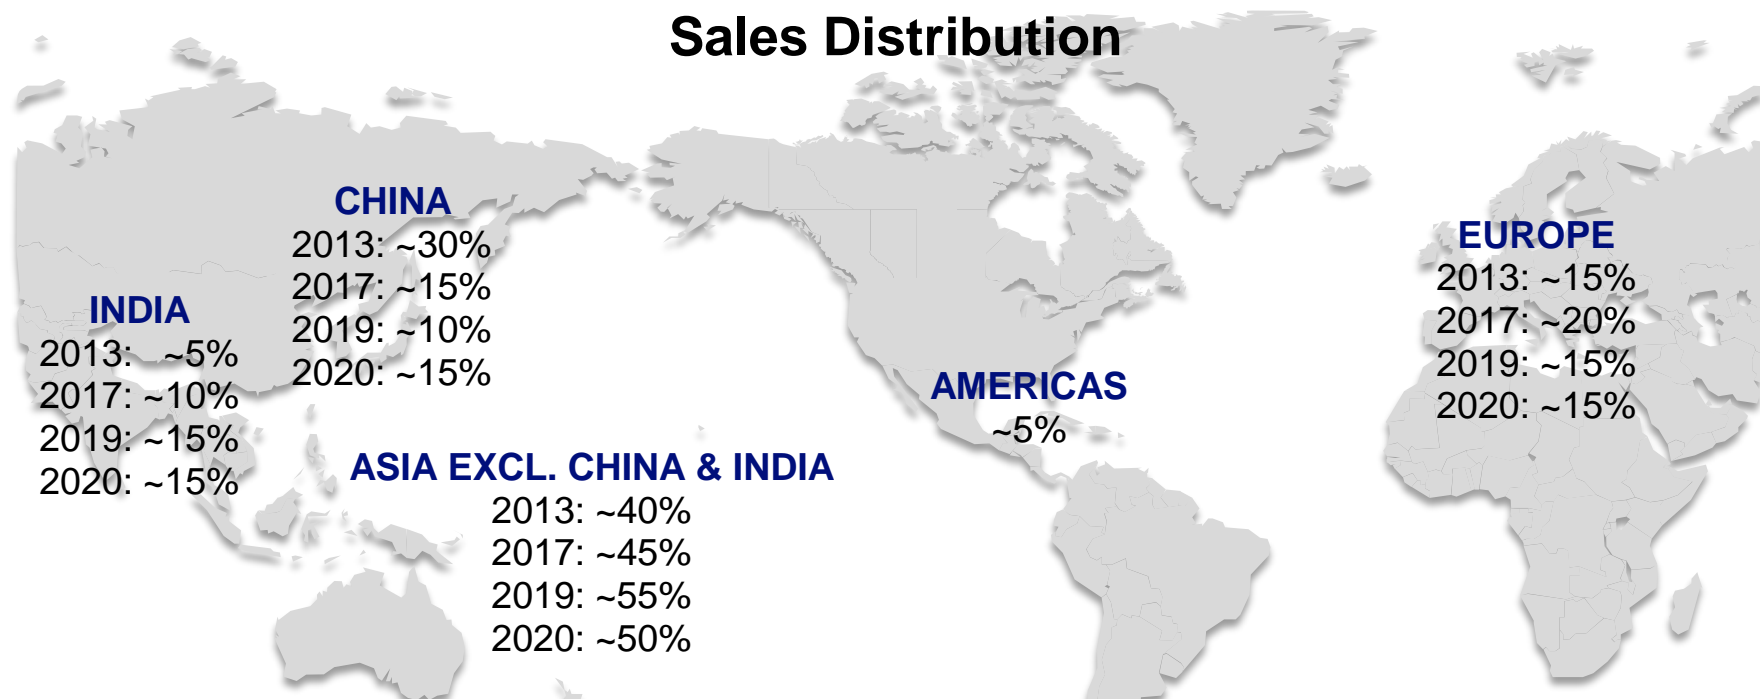 Sales Distribution
CHINA
2013: ~30%
2017: ~15%
2019: ~10%
2020: ~15%
INDIA
2013: ~5%
2017: ~10%
2019: ~15%
2020: ~15%
ASIA EXCL. CHINA & INDIA
2013: ~40%
2017: ~45%
2019: ~55%
2020: ~50%
AMERICAS
~5%
EUROPE
2013: ~15%
2017: ~20%
2019: ~15%
2020: ~15%